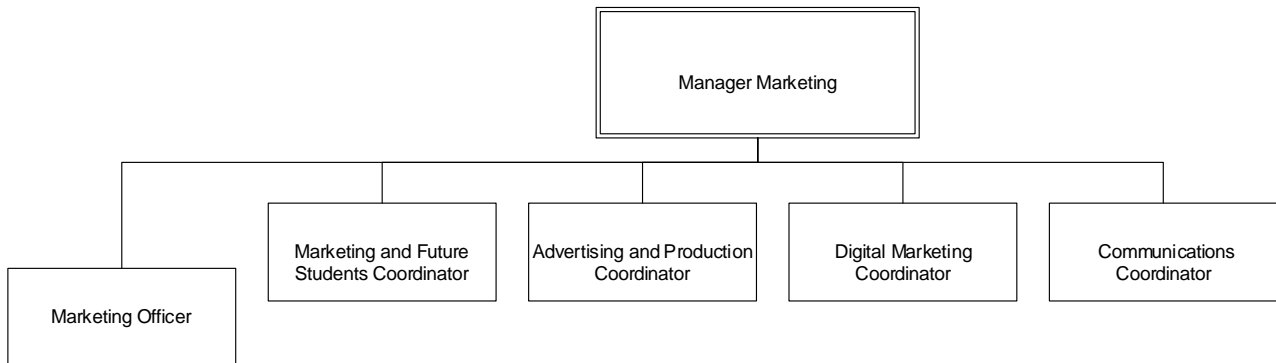 Manager Marketing
Marketing and Future
Students Coordinator
Advertising and Production
Coordinator
Digital Marketing
Coordinator
Communications
Coordinator
Marketing Officer